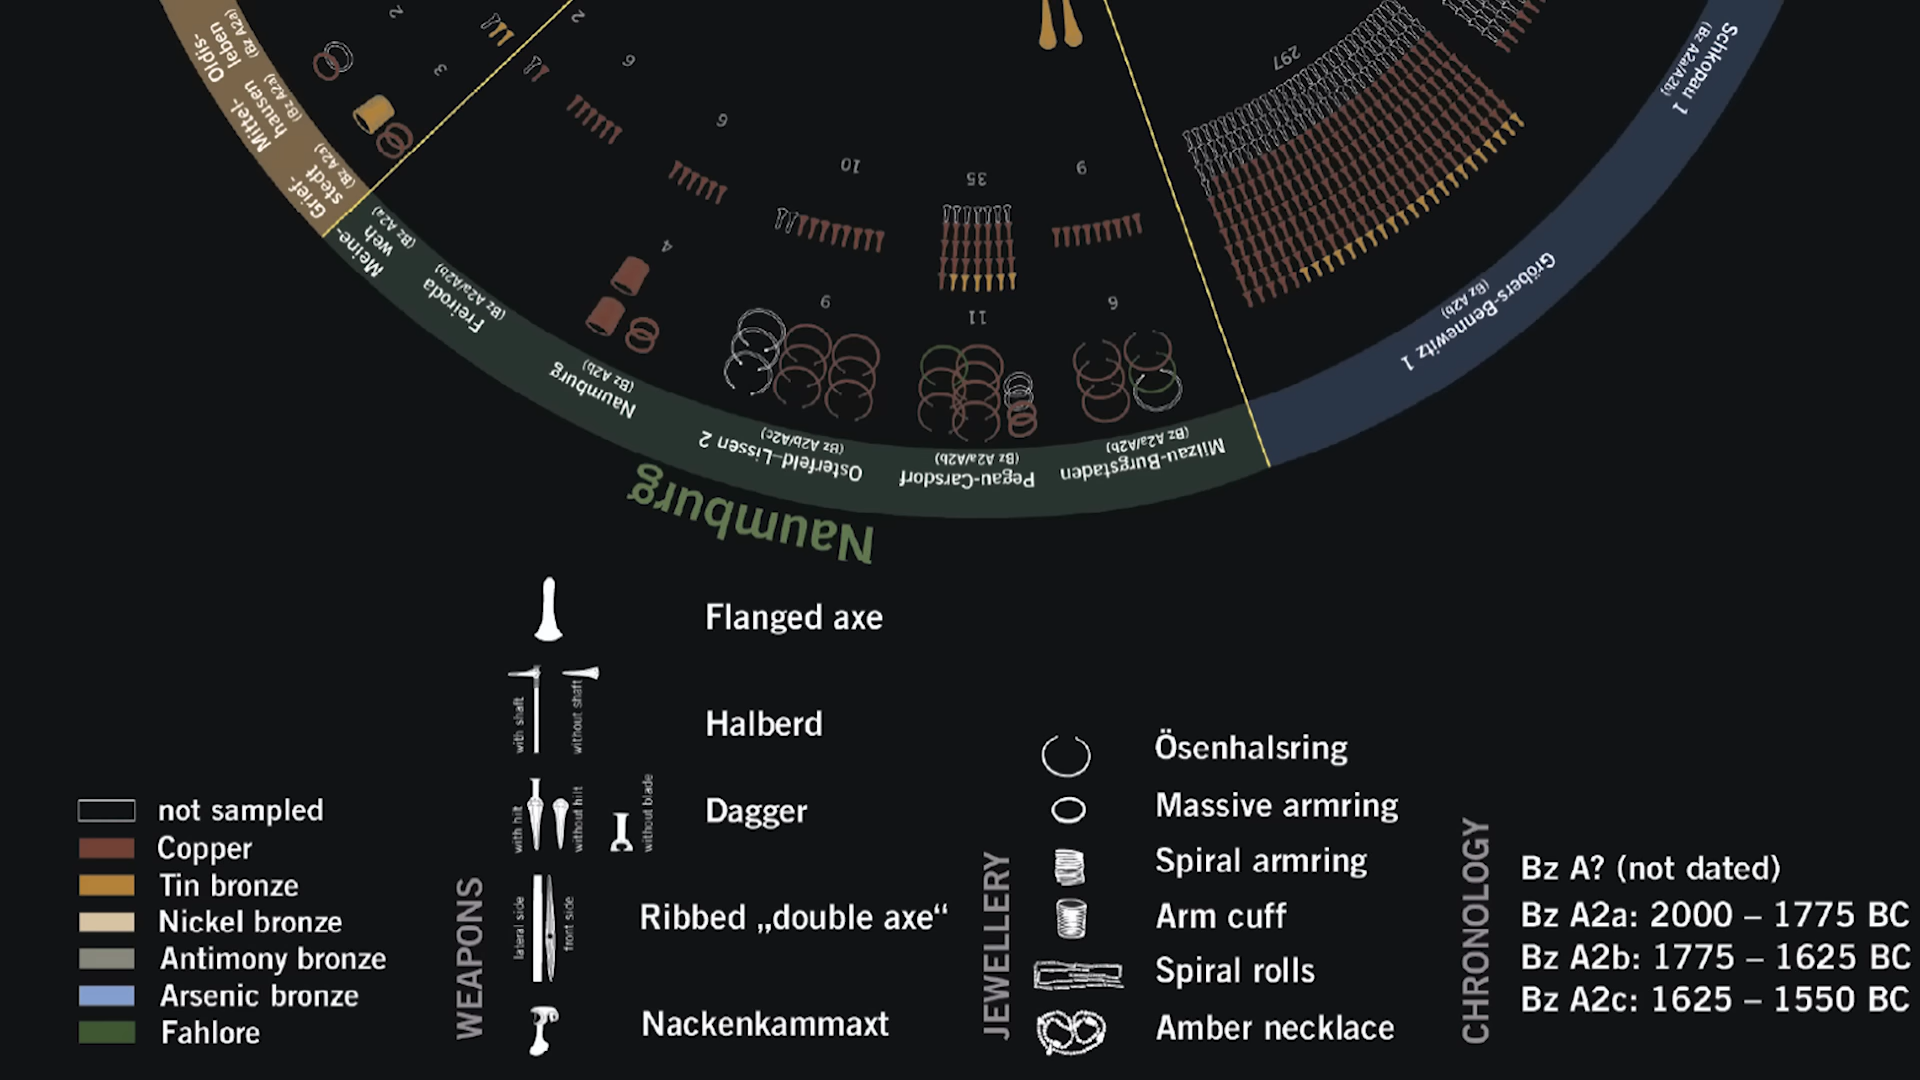 Oldis-
leben
(Bz A2a)
Mittel-
hausen
(Bz A2a)
Grief-
stedt
(Bz A2a)
Meine-
weh
(Bz A2a)
Freiroda
(Bz A2a/A2b)
Naumburg
(Bz A2b)
Osterfeld-Lissen 2
(Bz A2b/A2c)
Pegau-Carsdorf
(Bz A2a/A2b)
Milzau-Burgstaden
(Bz A2a/A2b)
Gröbers-Bennewitz 1
(Bz A2b)
Schkopau 1
(Bz A2a/A2b)
2
3
2
6
6
10
35
9
297
4
9
11
6
Naumburg
not sampled
Copper
Tin bronze
Nickel bronze
Antimony bronze
Arsenic bronze
Fahlore
WEAPONS
Flanged axe
with shaft
without shaft
Halberd
with hilt
without hilt
without blade
Dagger
lateral side
front side
Ribbed „double axe“
Nackenkammaxt
JEWELLERY
Ösenhalsring
Massive armring
Spiral armring
Arm cuff
Spiral rolls
Amber necklace
CHRONOLOGY
Bz A? (not dated)
Bz A2a: 2000 – 1775 BC
Bz A2b: 1775 – 1625 BC
Bz A2c: 1625 – 1550 BC